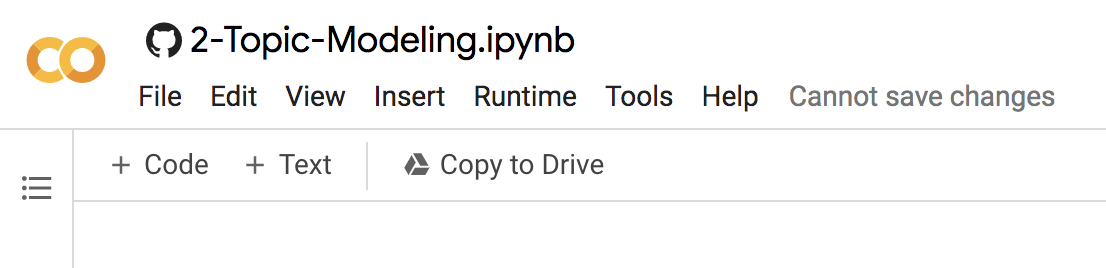 2-Topic-Modeling.ipynb
File Edit View Insert Runtime Tools Help Cannot save changes
+ Code + Text Copy to Drive